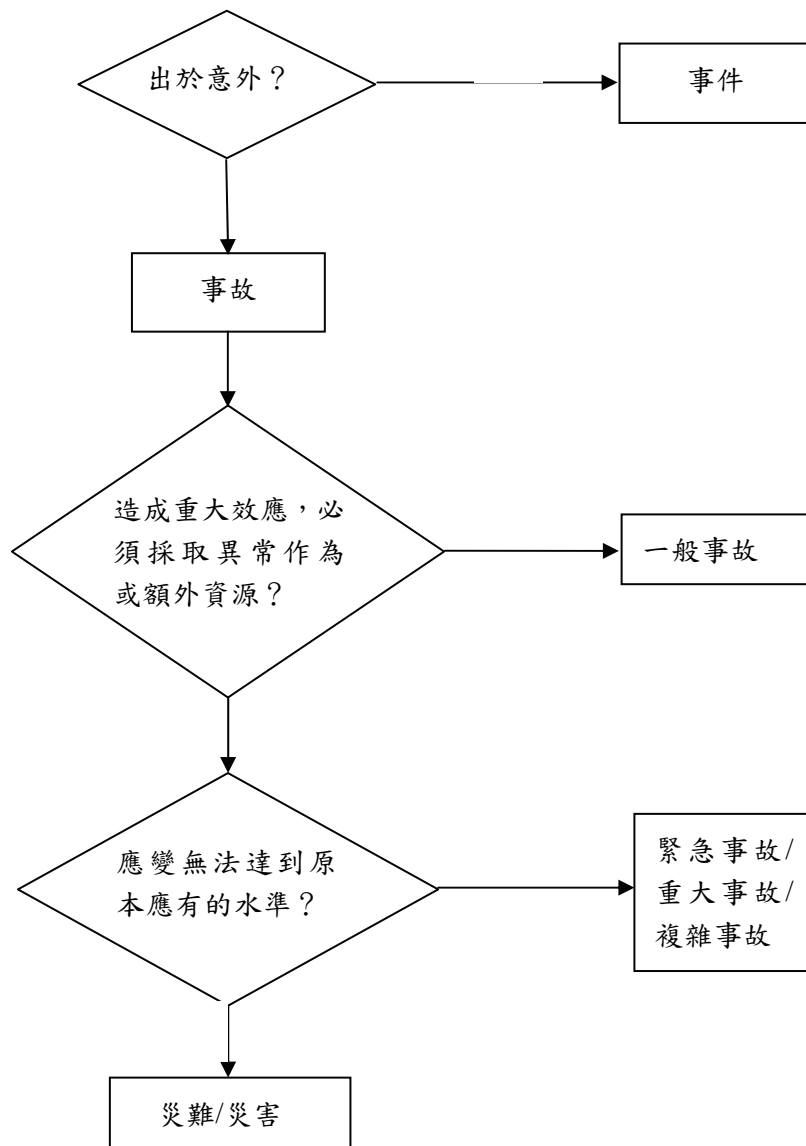 出於意外？
事件
事故
造成重大效應，必
須採取異常作為
或額外資源？
一般事故
應變無法達到原
本應有的水準？
緊急事故/
重大事故/
複雜事故
災難/災害